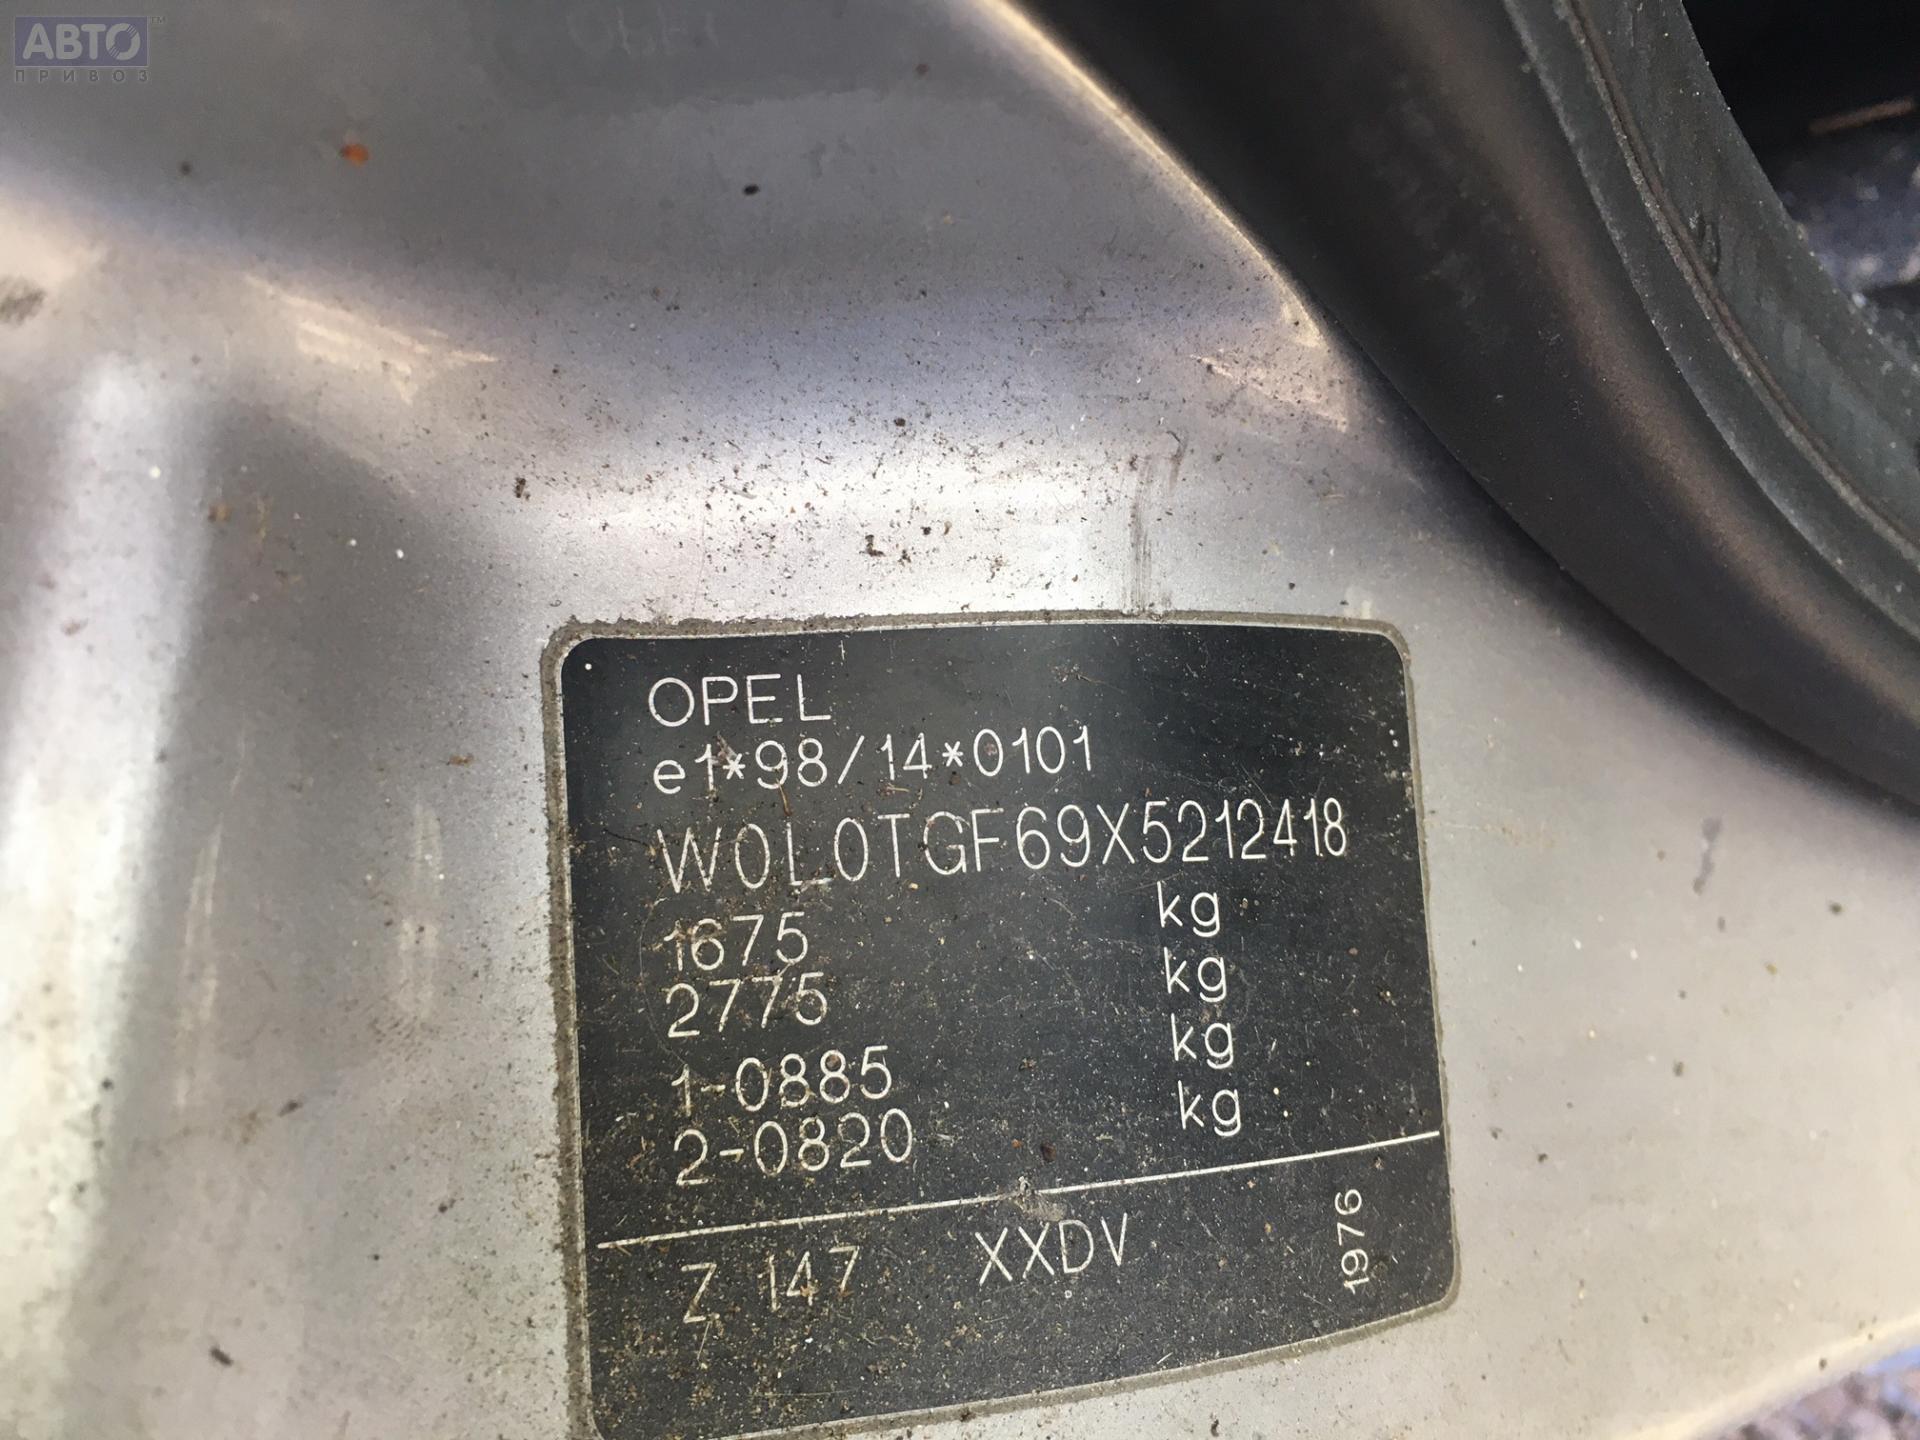 АВТО™
ПРИВОЗ
OPEL
e1*98/14*0101
W0L0TGF69X5212418
1675 kg
2775 kg
1-0885 kg
2-0820 kg
Z 147 XXDV 1976